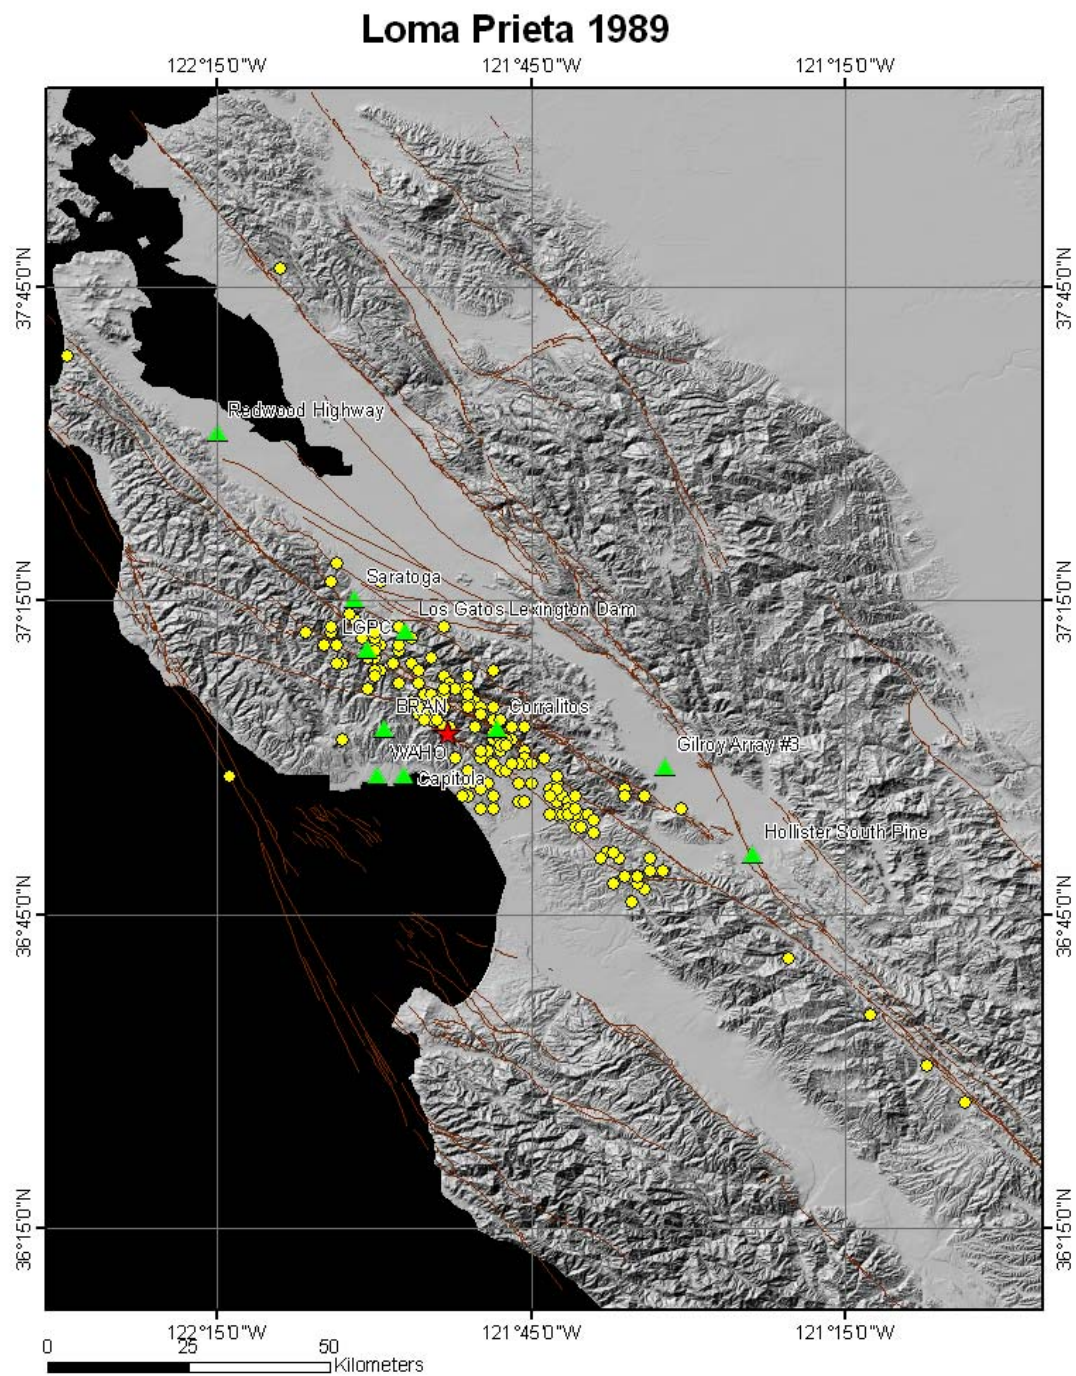 Loma Prieta 1989
122°15'0"W 121°45'0"W 121°15'0"W
37°45'0"N 37°45'0"N
Redwood Highway
37°15'0"N 37°15'0"N
Saratoga
Los Gatos Lexington Dam
LGPC
BRAN Corralitos
Gilroy Array #3
WAHO
Capitola
Hollister South Pine
36°45'0"N 36°45'0"N
36°15'0"N 36°15'0"N
122°15'0"W 121°45'0"W 121°15'0"W
0 25 50
Kilometers